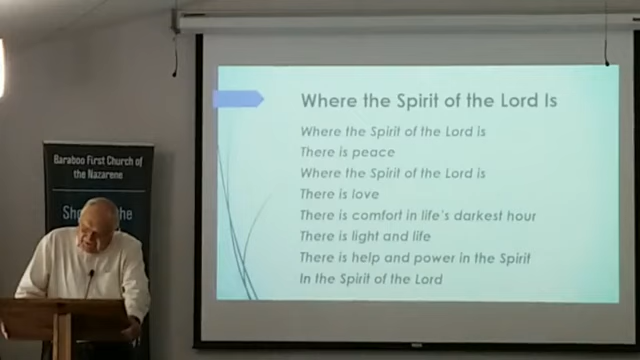 Baraboo First Church of
the Nazarene
the
Where the Spirit of the Lord Is
Where the Spirit of the Lord is
There is peace
Where the Spirit of the Lord is
There is love
There is comfort in life's darkest hour
There is light and life
There is help and power in the Spirit
In the Spirit of the Lord